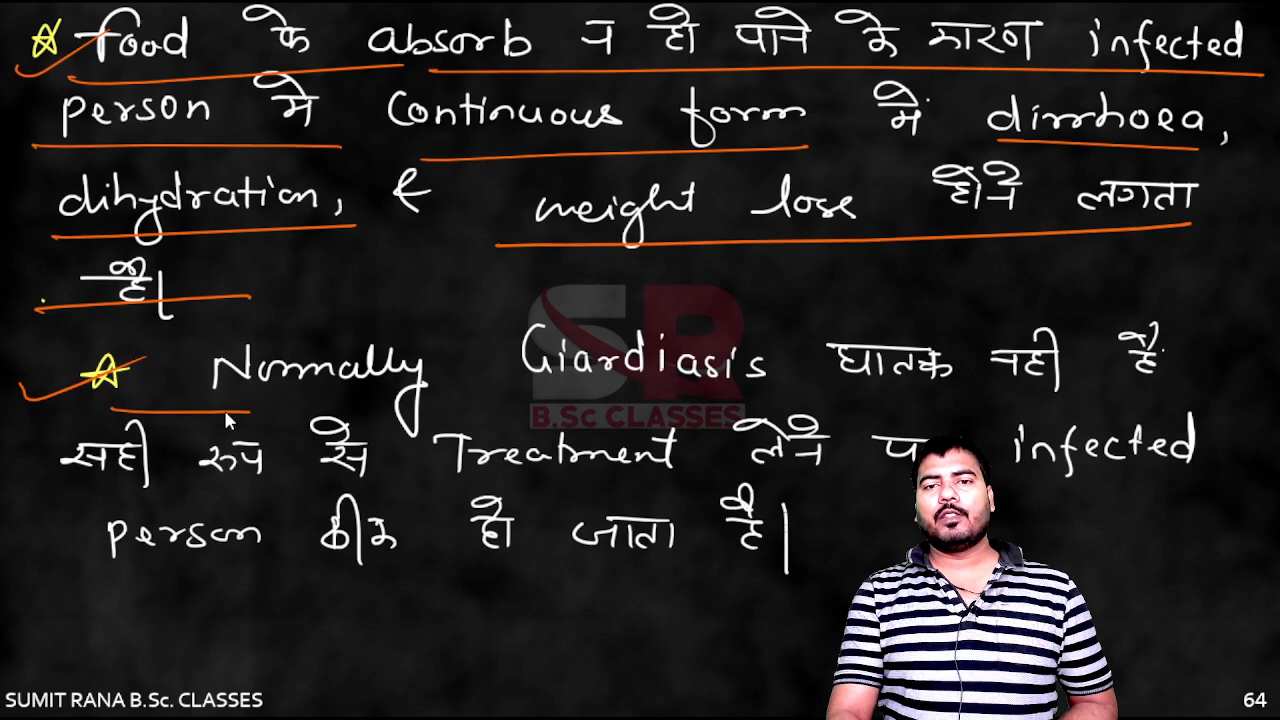 ☆ food के absorb न हो पाने के कारण infected
person में continuous form में dirrhoea,
dihydration, & weight lose होने लगता
है|
☆ Normally Giardiasis घातक नही है
सही रूप से Treatment लेने infected
person ठीक हो जाता है|
SR
B.Sc CLASSES
SUMIT RANA B.Sc. CLASSES
64